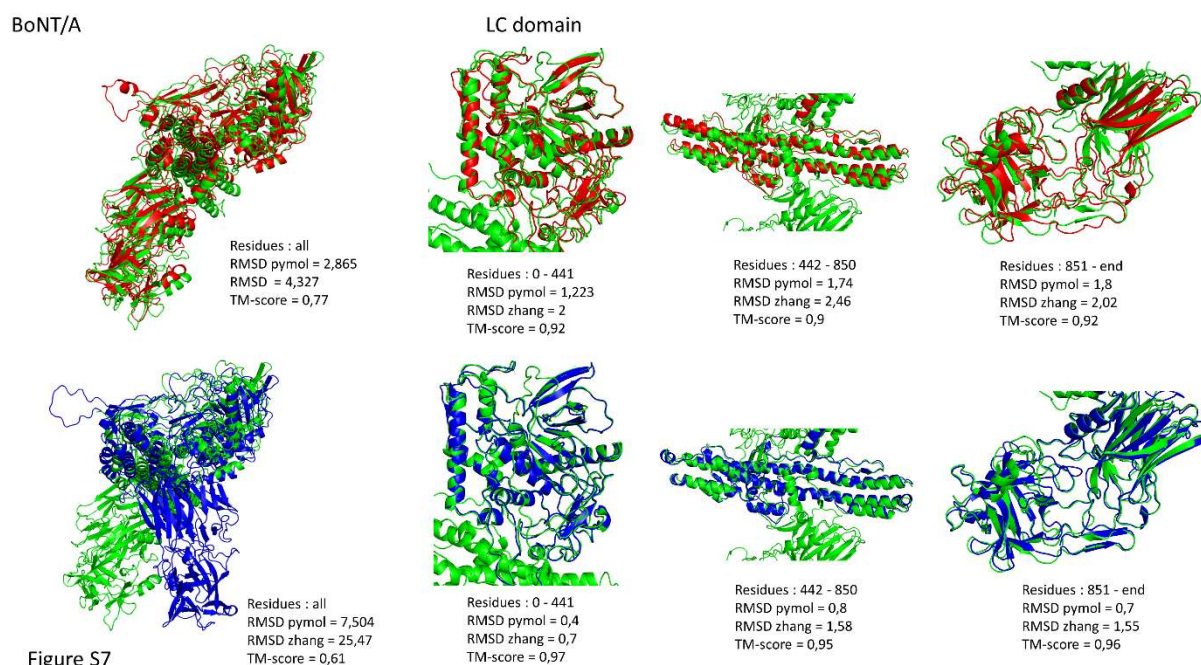 BoNT/A
LC domain
Residues : all
RMSD pymol = 2,865
RMSD = 4,327
TM-score = 0,77
Residues : 0 - 441
RMSD pymol = 1,223
RMSD zhang = 2
TM-score = 0,92
Residues : 442 - 850
RMSD pymol = 1,74
RMSD zhang = 2,46
TM-score = 0,9
Residues : 851 - end
RMSD pymol = 1,8
RMSD zhang = 2,02
TM-score = 0,92
Residues : all
RMSD pymol = 7,504
RMSD zhang = 25,47
TM-score = 0,61
Residues : 0 - 441
RMSD pymol = 0,4
RMSD zhang = 0,7
TM-score = 0,97
Residues : 442 - 850
RMSD pymol = 0,8
RMSD zhang = 1,58
TM-score = 0,95
Residues : 851 - end
RMSD pymol = 0,7
RMSD zhang = 1,55
TM-score = 0,96
Figure S7